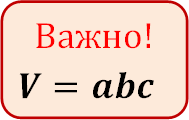 Важно!
V = abc